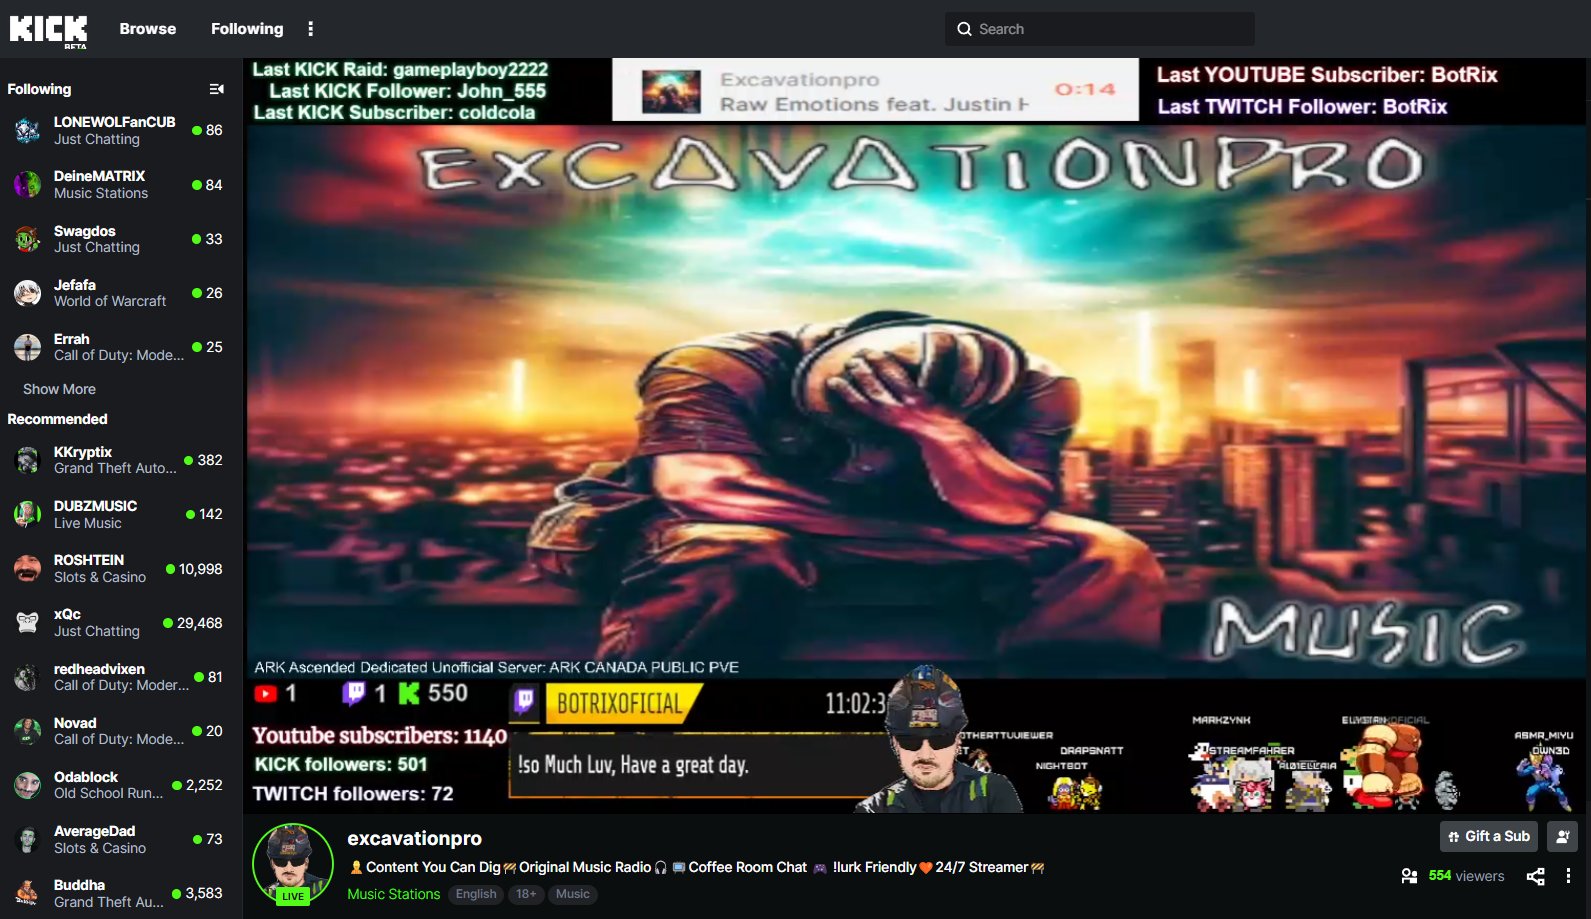 KICK
BETA
Browse
Following
Search
Following
LONEWOLFanCUB
Just Chatting
86
DeineMATRIX
Music Stations
84
Swagdos
Just Chatting
33
Jefafa
World of Warcraft
26
Errah
Call of Duty: Mode...
25
Show More
Recommended
KKryptix
Grand Theft Auto...
382
DUBZMUSIC
Live Music
142
ROSHTEIN
Slots & Casino
10,998
xQc
Just Chatting
29,468
redheadvixen
Call of Duty: Moder...
81
Novad
Call of Duty: Mode...
20
Odablock
Old School Run...
2,252
AverageDad
Slots & Casino
73
Buddha
Grand Theft Au...
3,583
Last KICK Raid: gameplayboy2222
Last KICK Follower: John_555
Last KICK Subscriber: coldcola
Excavationpro
Raw Emotions feat. Justin H
0:14
Last YOUTUBE Subscriber: BotRix
Last TWITCH Follower: BotRix
EXCAVATIONPRO
MUSIC
ARK Ascended Dedicated Unofficial Server: ARK CANADA PUBLIC PVE
1
1
550
BOTRIXOFICIAL
11:02:3
Youtube subscribers: 1140
KICK followers: 501
TWITCH followers: 72
!so Much Luv, Have a great day.
OTHERTTVVIEWER
DRAPSNATT
NIGHTBOT
MARKZYNK
STREAMFAHRER
ASMR_MIYU
OWN3D
excavationpro
Content You Can Dig Original Music Radio Coffee Room Chat !lurk Friendly 24/7 Streamer
LIVE
Music Stations
English
18+
Music
Gift a Sub
554 viewers